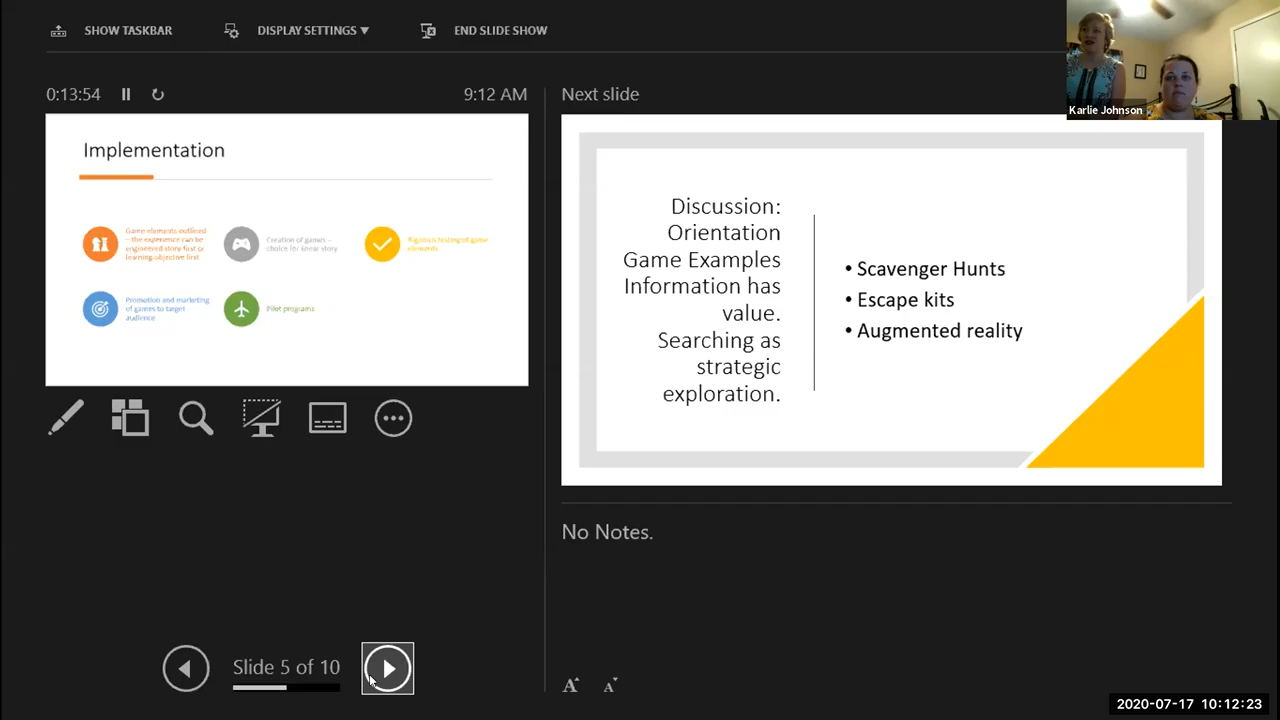 SHOW TASKBAR
DISPLAY SETTINGS ▼
END SLIDE SHOW
Karlie Johnson
0:13:54
9:12 AM
Next slide
Implementation
Game elements outlined
– the experience can be
engineered story first or
learning objective first
Creation of games –
choice for know story
Rigorous testing of game
elements
Promotion and marketing
of games to target
audience
Pilot programs
Discussion:
Orientation
Game Examples
Information has
value.
Searching as
strategic
exploration.
• Scavenger Hunts
• Escape kits
• Augmented reality
No Notes.
Slide 5 of 10
A A
2020-07-17 10:12:23